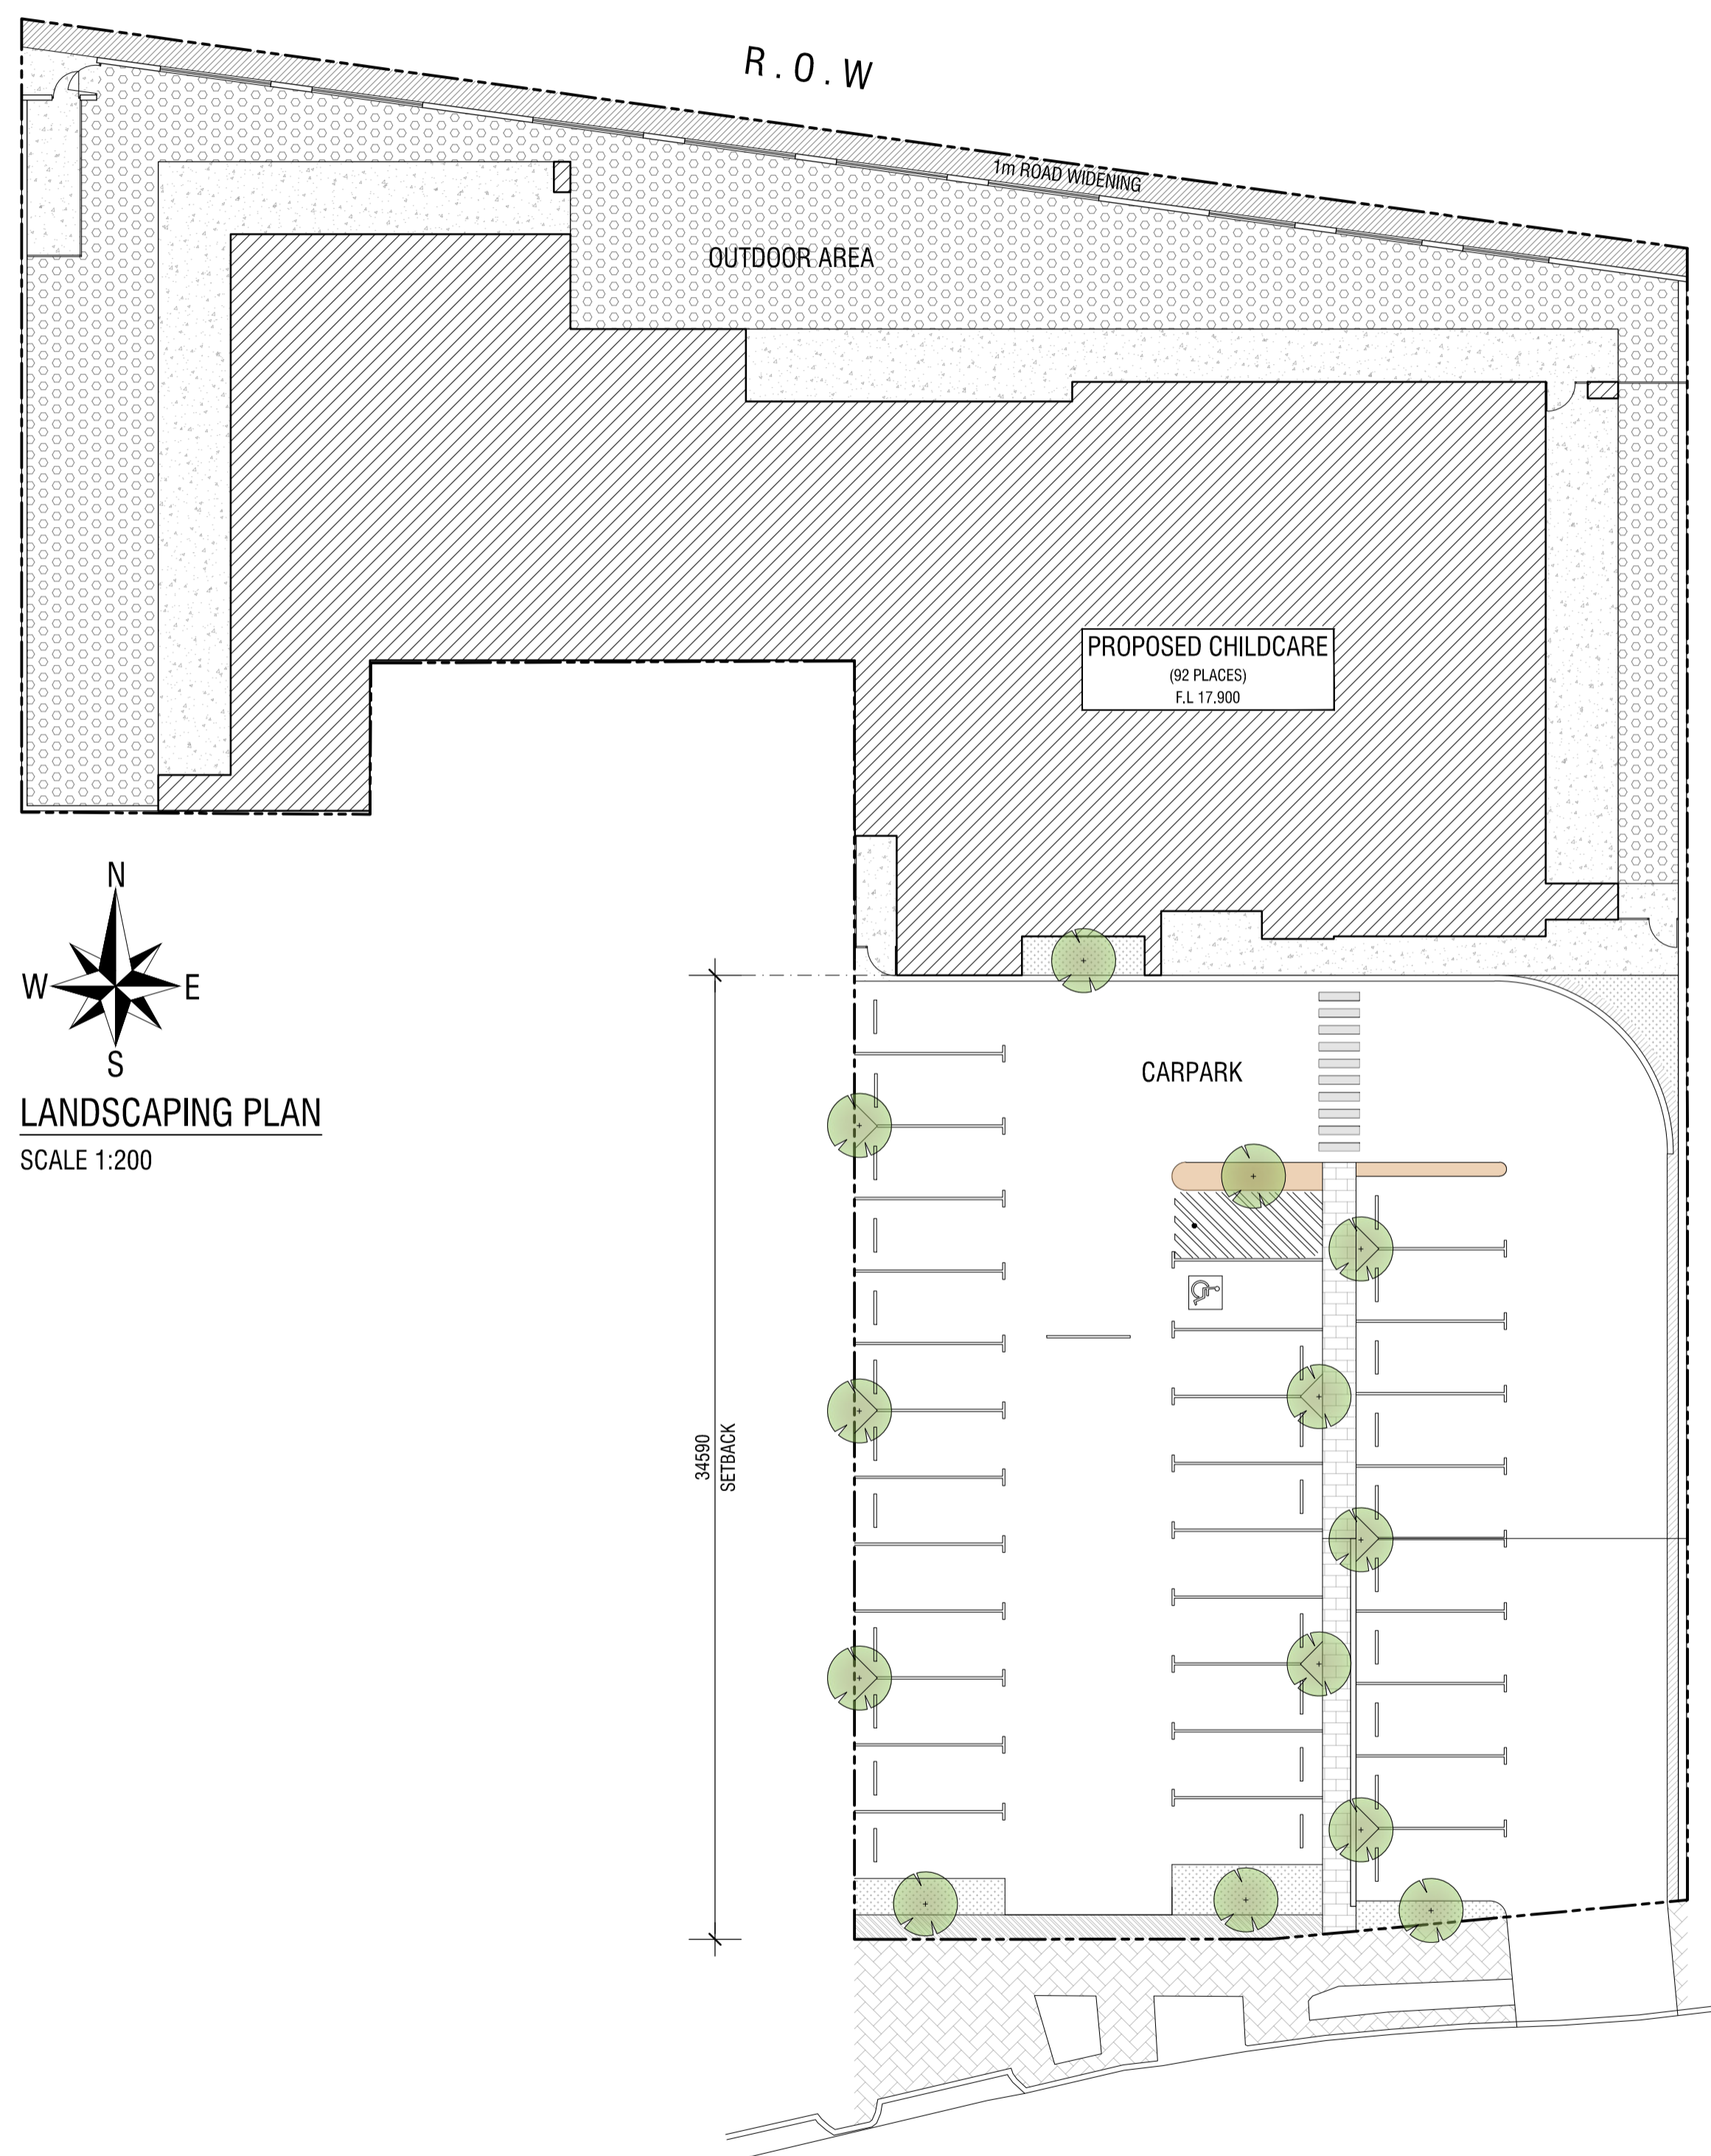 R.O.W
1m ROAD WIDENING
OUTDOOR AREA
PROPOSED CHILDCARE
(92 PLACES)
F.L 17.900
N
W E
S
LANDSCAPING PLAN
SCALE 1:200
CARPARK
34590
SETBACK